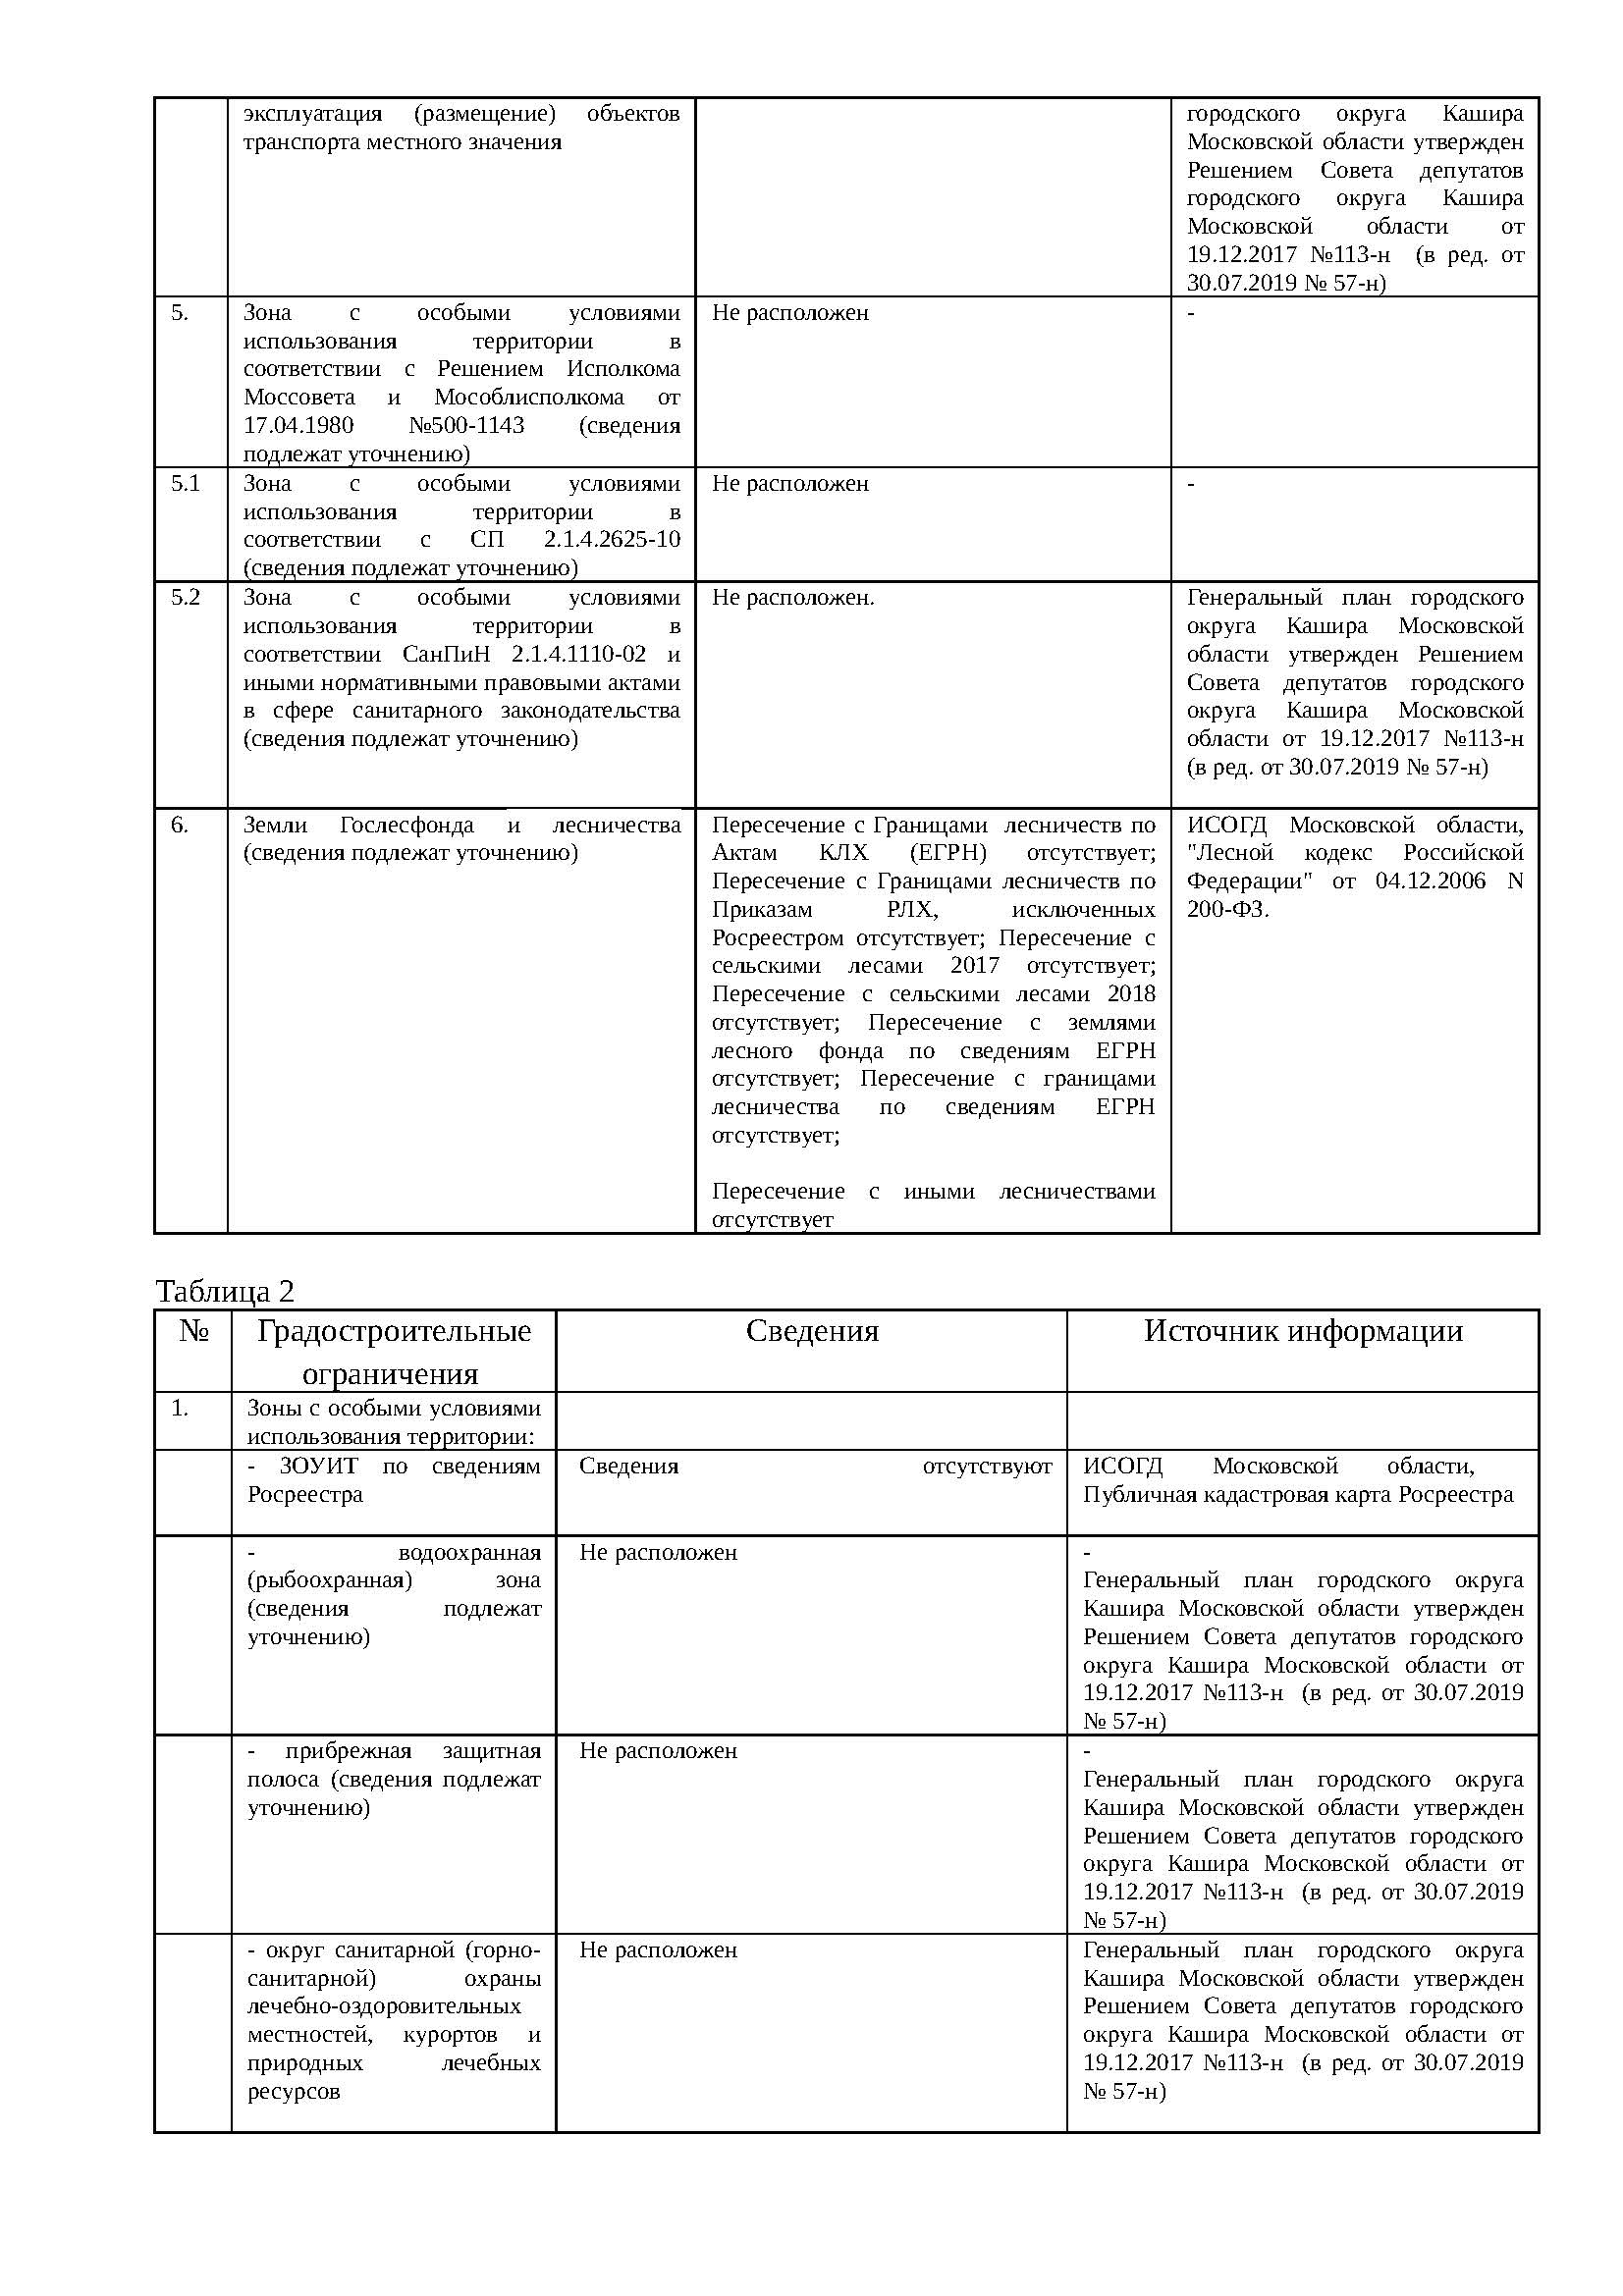 эксплуатация (размещение) объектов
транспорта местного значения
городского округа Кашира
Московской области утвержден
Решением Совета депутатов
городского округа Кашира
Московской области от
19.12.2017 №113-н (в ред. от
30.07.2019 № 57-н)
5.
Зона с особыми условиями
использования территории в
соответствии с Решением Исполкома
Моссовета и Мособлисполкома от
17.04.1980 №500-1143 (сведения
подлежат уточнению)
Не расположен
-
5.1
Зона с особыми условиями
использования территории в
соответствии с СП 2.1.4.2625-10
(сведения подлежат уточнению)
Не расположен
-
5.2
Зона с особыми условиями
использования территории в
соответствии СанПиН 2.1.4.1110-02 и
иными нормативными правовыми актами
в сфере санитарного законодательства
(сведения подлежат уточнению)
Не расположен.
Генеральный план городского
округа Кашира Московской
области утвержден Решением
Совета депутатов городского
округа Кашира Московской
области от 19.12.2017 №113-н
(в ред. от 30.07.2019 № 57-н)
6.
Земли Гослесфонда и лесничества
(сведения подлежат уточнению)
Пересечение с Границами лесничеств по
Актам КЛХ (ЕГРН) отсутствует;
Пересечение с Границами лесничеств по
Приказам РЛХ, исключенных
Росреестром отсутствует; Пересечение с
сельскими лесами 2017 отсутствует;
Пересечение с сельскими лесами 2018
отсутствует; Пересечение с землями
лесного фонда по сведениям ЕГРН
отсутствует; Пересечение с границами
лесничества по сведениям ЕГРН
отсутствует;
Пересечение с иными лесничествами
отсутствует
ИСОГД Московской области,
"Лесной кодекс Российской
Федерации" от 04.12.2006 N
200-ФЗ.
Таблица 2
№
Градостроительные
ограничения
Сведения
Источник информации
1.
Зоны с особыми условиями
использования территории:
- ЗОУИТ по сведениям
Росреестра
Сведения отсутствуют
ИСОГД Московской области,
Публичная кадастровая карта Росреестра
- водоохранная
(рыбоохранная) зона
(сведения подлежат
уточнению)
Не расположен
-
Генеральный план городского округа
Кашира Московской области утвержден
Решением Совета депутатов городского
округа Кашира Московской области от
19.12.2017 №113-н (в ред. от 30.07.2019
№ 57-н)
- прибрежная защитная
полоса (сведения подлежат
уточнению)
Не расположен
-
Генеральный план городского округа
Кашира Московской области утвержден
Решением Совета депутатов городского
округа Кашира Московской области от
19.12.2017 №113-н (в ред. от 30.07.2019
№ 57-н)
- округ санитарной (горно-
санитарной) охраны
лечебно-оздоровительных
местностей, курортов и
природных лечебных
ресурсов
Не расположен
Генеральный план городского округа
Кашира Московской области утвержден
Решением Совета депутатов городского
округа Кашира Московской области от
19.12.2017 №113-н (в ред. от 30.07.2019
№ 57-н)